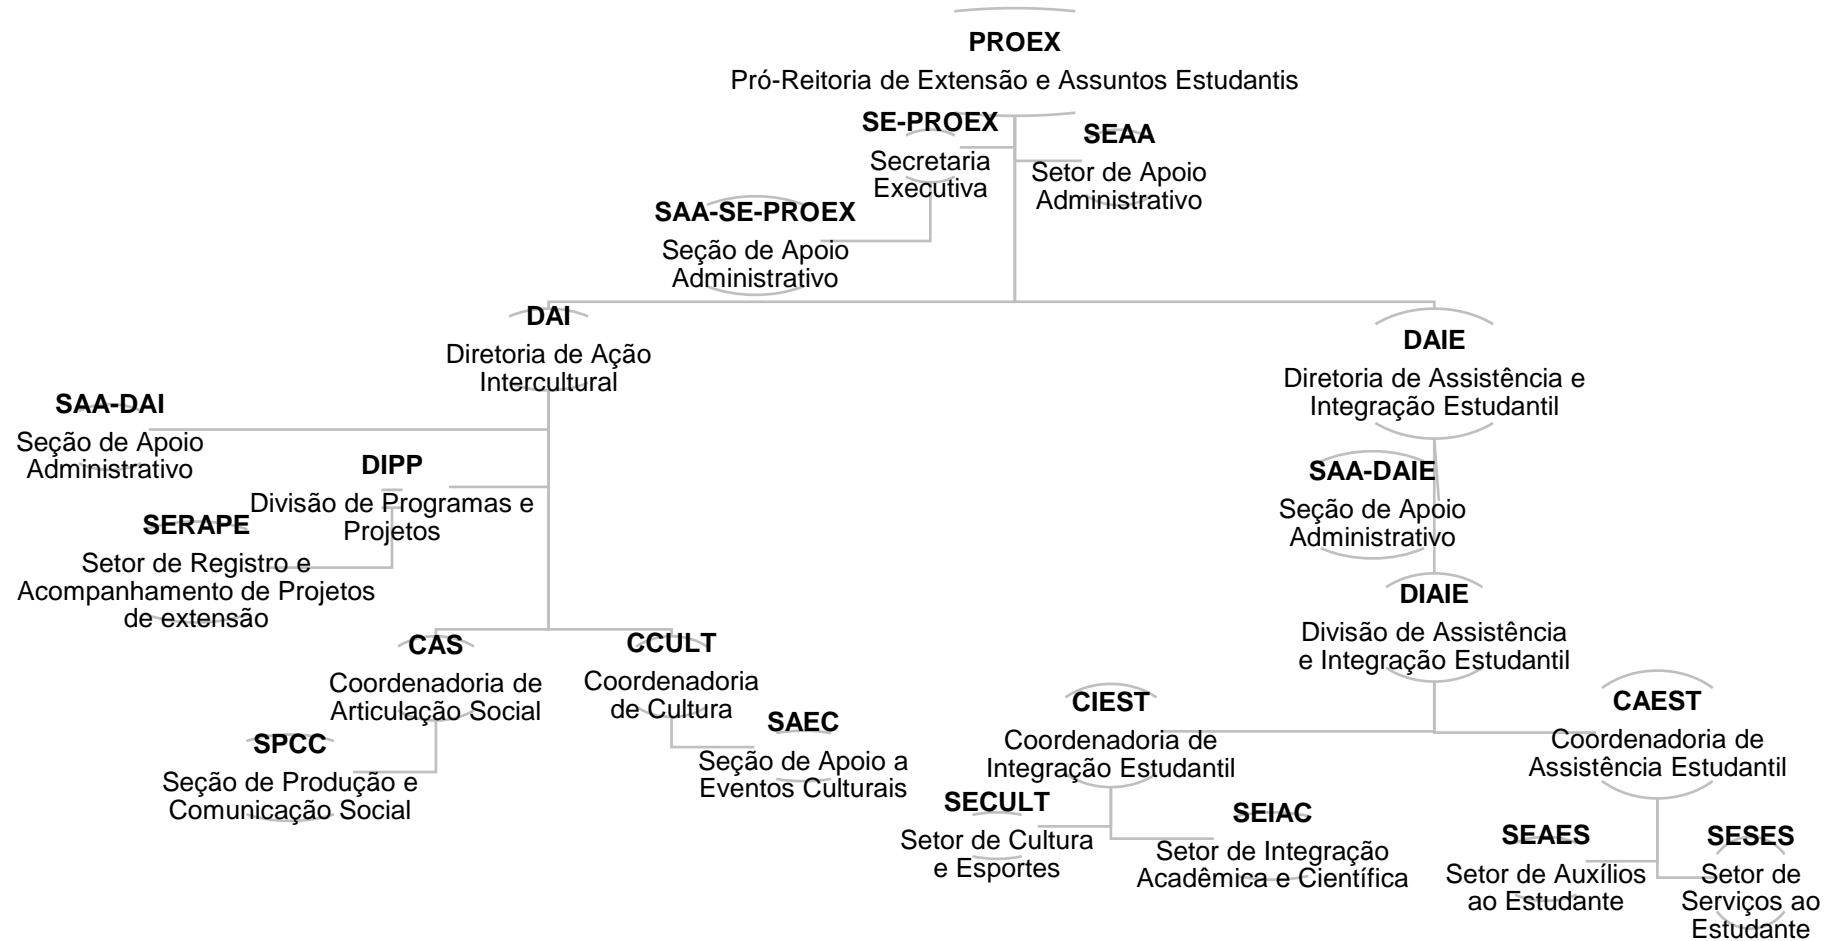 PROEX
Pró-Reitoria de Extensão e Assuntos Estudantis
SE-PROEX
Secretaria
Executiva
SEAA
Setor de Apoio
Administrativo
SAA-SE-PROEX
Seção de Apoio
Administrativo
DAI
Diretoria de Ação
Intercultural
SAA-DAI
Seção de Apoio
Administrativo
DIPP
Divisão de Programas e
Projetos
SERAPE
Setor de Registro e
Acompanhamento de Projetos
de extensão
CAS
Coordenadoria de
Articulação Social
SPCC
Seção de Produção e
Comunicação Social
CCULT
Coordenadoria
de Cultura
SAEC
Seção de Apoio a
Eventos Culturais
DAIE
Diretoria de Assistência e
Integração Estudantil
SAA-DAIE
Seção de Apoio
Administrativo
DIAIE
Divisão de Assistência
e Integração Estudantil
CIEST
Coordenadoria de
Integração Estudantil
SECULT
Setor de Cultura
e Esportes
SEIAC
Setor de Integração
Acadêmica e Científica
CAEST
Coordenadoria de
Assistência Estudantil
SEAES
Setor de Auxílios
ao Estudante
SESES
Setor de
Serviços ao
Estudante